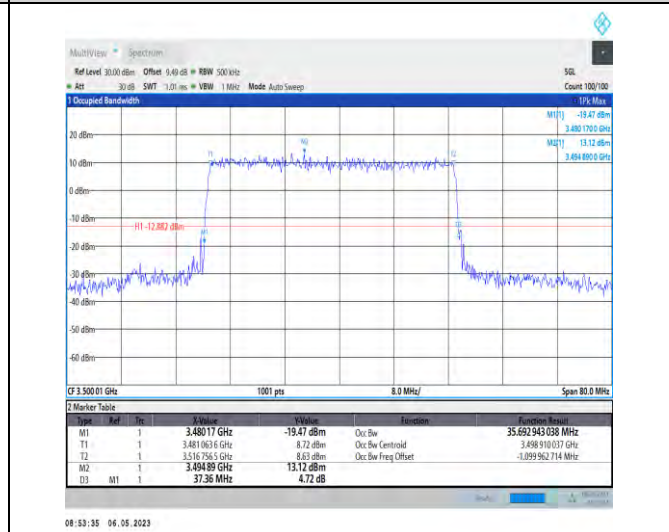 MultiView Spectrum
Ref Level 30.00 dBm Offset 9.49 dB RBW 500 kHz SGL
Att 30 dB SWT 1.01 ms VBW 1 MHz Mode Auto Sweep Count 100/100
1 Occupied Bandwidth 1Pk Max
M1[1] -19.47 dBm
3.480 1700 GHz
M2[1] 13.12 dBm
3.494 8900 GHz
20 dBm
M2
T1 T2
10 dBm
0 dBm
-10 dBm
H1 -12.882 dBm
M1 D3
-20 dBm
-30 dBm
-40 dBm
-50 dBm
-60 dBm
CF 3.500 01 GHz 1001 pts 8.0 MHz/ Span 80.0 MHz
2 Marker Table
Type Ref Trc X-Value Y-Value Function Function Result
M1 1 3.48017 GHz -19.47 dBm Occ Bw 35.692 943 038 MHz
T1 1 3.481 063 6 GHz 8.72 dBm Occ Bw Centroid 3.498 910 037 GHz
T2 1 3.516 756 5 GHz 8.63 dBm Occ Bw Freq Offset -1.099 962 714 MHz
M2 1 3.494 89 GHz 13.12 dBm
D3 M1 1 37.36 MHz 4.72 dB
08:53:35 06.05.2023